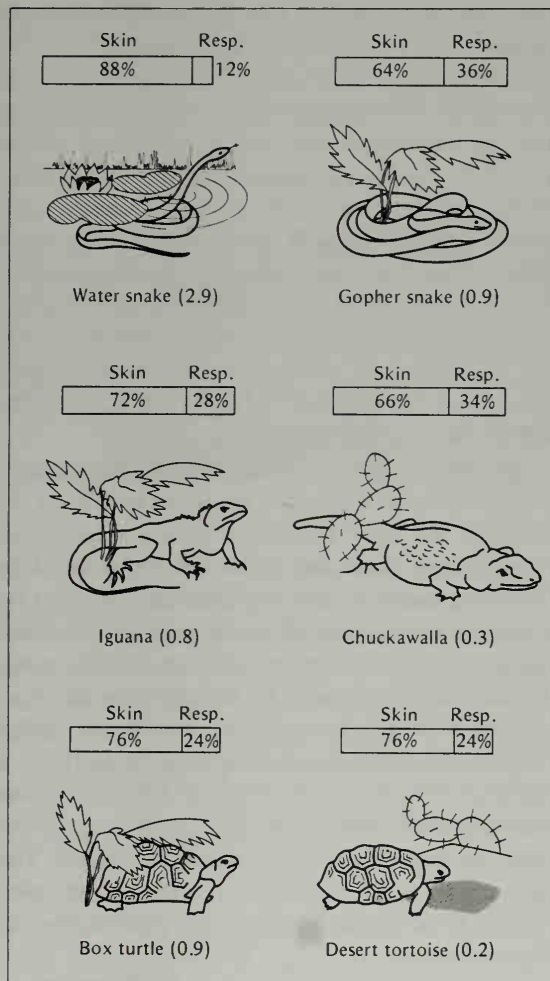 Skin Resp. Skin Resp.
88% 12% 64% 36%
Water snake (2.9) Gopher snake (0.9)
Skin Resp. Skin Resp.
72% 28% 66% 34%
Iguana (0.8) Chuckawalla (0.3)
Skin Resp. Skin Resp.
76% 24% 76% 24%
Box turtle (0.9) Desert tortoise (0.2)